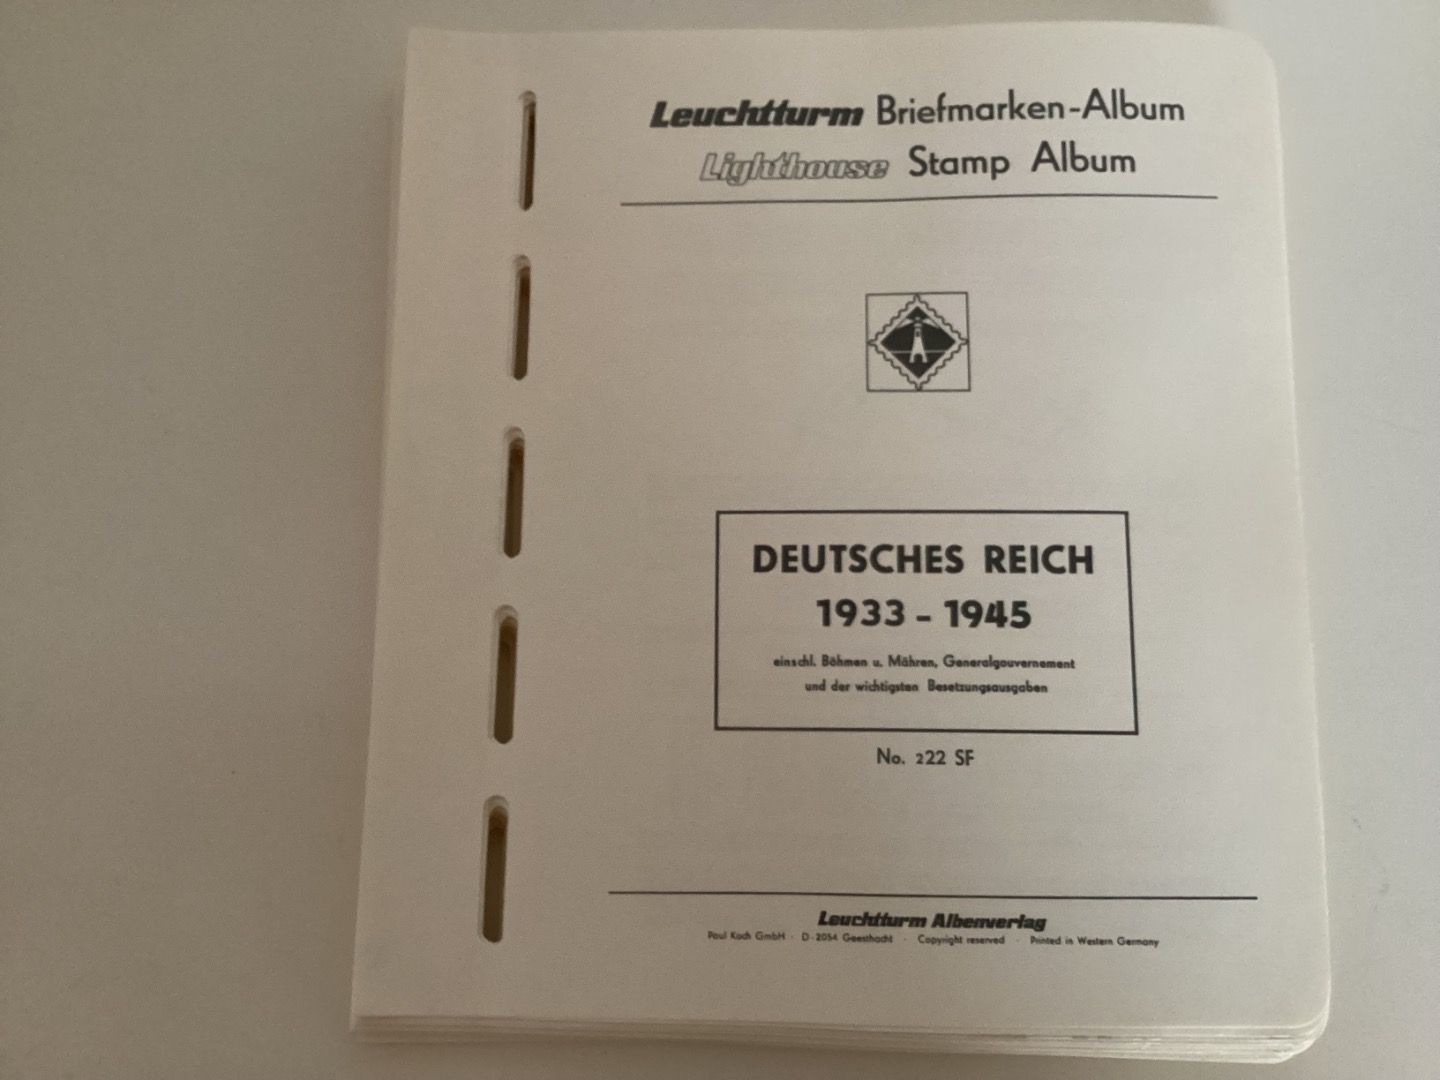 Leuchtturm Briefmarken-Album
Lighthouse Stamp Album
DEUTSCHES REICH
1933 - 1945
einschl. Böhmen u. Mähren, Generalgouvernement
und der wichtigsten Besetzungsausgaben
No. 222 SF
Leuchtturm Albenverlag
Paul Koch GmbH · D-2054 Geesthacht · Copyright reserved · Printed in Western Germany